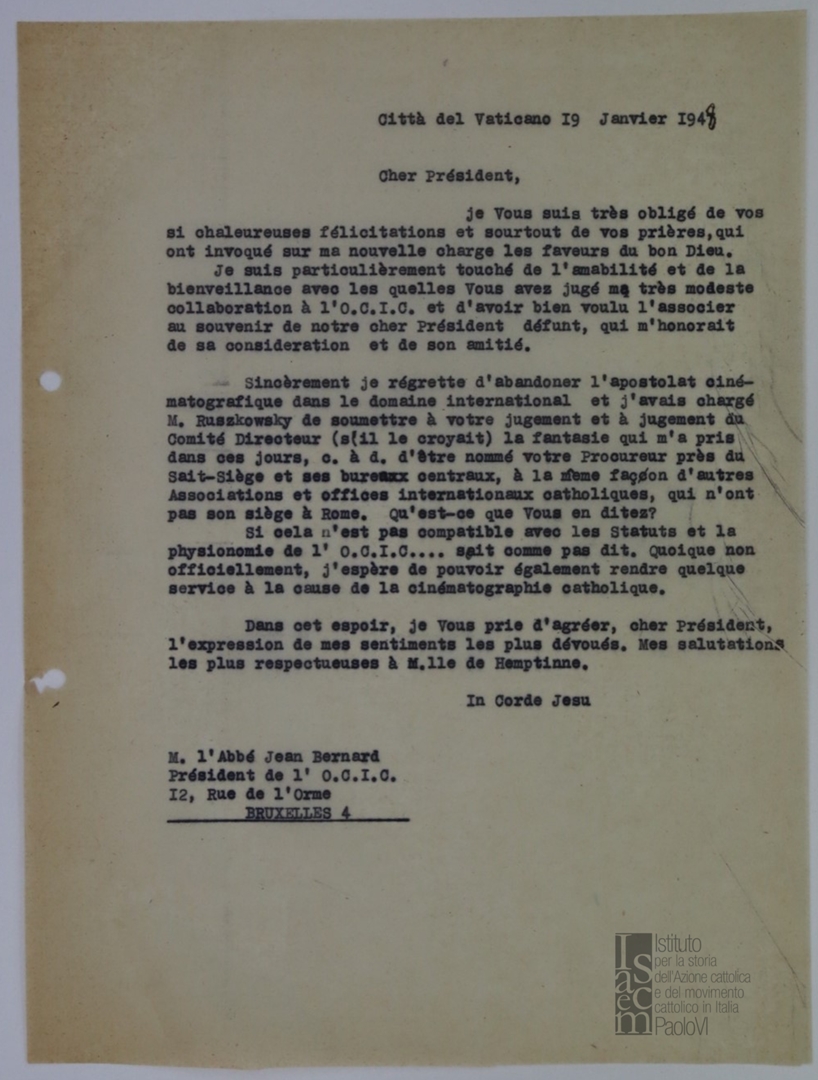 Città del Vaticano I9 Janvier I948
Cher Président,
je Vous suis très obligé de vos
si chaleureuses félicitations et sourtout de vos prières,qui
ont invoqué sur ma nouvelle charge les faveurs du bon Dieu.
Je suis particulièrement touché de l'amabilité et de la
bienveillance avec les quelles Vous avez jugé ma très modeste
collaboration à l'O.C.I.C. et d'avoir bien voulu l'associer
au souvenir de notre cher Président défunt, qui m'honorait
de sa consideration et de son amitié.
Sincèrement je régrette d'abandoner l'apostolat ciné-
matografique dans le domaine international et j'avais chargé
M. Ruszkowsky de soumettre à votre jugement et à jugement du
Comité Directeur (s(il le croyait) la fantasie qui m'a pris
dans ces jours, c. à d. d'être nommé votre Procureur près du
Sait-Siège et ses bureaux centraux, à la meme façon d'autres
Associations et offices internationaux catholiques, qui n'ont
pas son siège à Rome. Qu'est-ce que Vous en ditez?
Si cela n'est pas compatible avec les Statuts et la
physionomie de l' O.C.I.C.... sait comme pas dit. Quoique non
officiellement, j'espère de pouvoir également rendre quelque
service à la cause de la cinématographie catholique.
Dans cet espoir, je Vous prie d'agréer, cher Président,
l'expression de mes sentiments les plus dévoués. Mes salutations
les plus respectueuses à M.lle de Hemptinne.
In Corde Jesu
M. l'Abbé Jean Bernard
Président de l' O.C.I.C.
I2, Rue de l'Orme
BRUXELLES 4
Isacem
Istituto
per la storia
dell'Azione cattolica
e del movimento
cattolico in Italia
PaoloVI